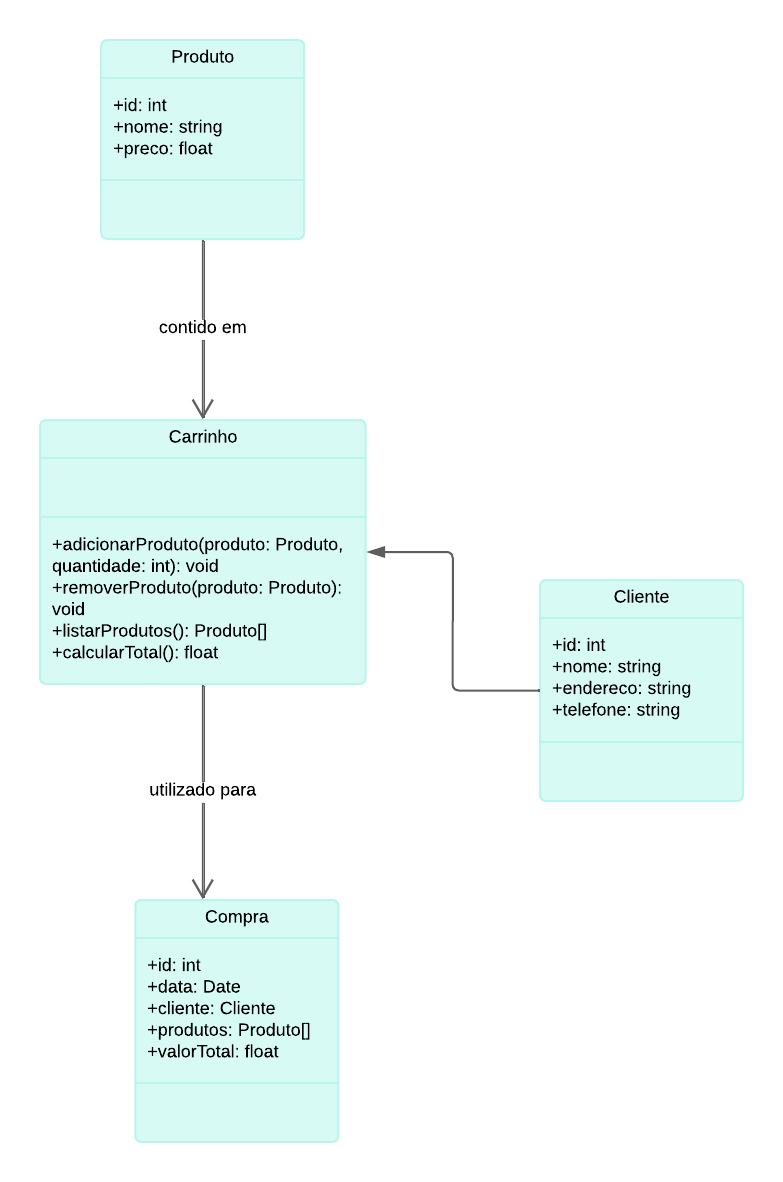 Produto
+id: int
+nome: string
+preco: float
contido em
Carrinho
+adicionarProduto(produto: Produto,
quantidade: int): void
+removerProduto(produto: Produto):
void
+listarProdutos(): Produto[]
+calcularTotal(): float
Cliente
+id: int
+nome: string
+endereco: string
+telefone: string
utilizado para
Compra
+id: int
+data: Date
+cliente: Cliente
+produtos: Produto[]
+valorTotal: float